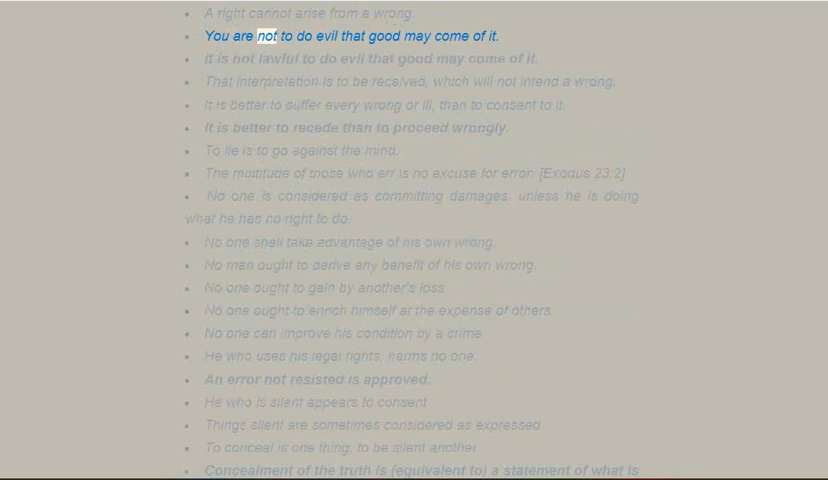 • A right cannot arise from a wrong.
• You are not to do evil that good may come of it.
• It is not lawful to do evil that good may come of it.
• That interpretation is to be received, which will not intend a wrong.
• It is better to suffer every wrong or ill, than to consent to it.
• It is better to recede than to proceed wrongly.
• To lie is to go against the mind.
• The multitude of those who err is no excuse for error. [Exodus 23:2]
• No one is considered as committing damages, unless he is doing
what he has no right to do.
• No one shall take advantage of his own wrong.
• No man ought to derive any benefit of his own wrong.
• No one ought to gain by another's loss
• No one ought to enrich himself at the expense of others
• No one can improve his condition by a crime
• He who uses his legal rights, harms no one.
• An error not resisted is approved.
• He who is silent appears to consent
• Things silent are sometimes considered as expressed
• To conceal is one thing, to be silent another
• Concealment of the truth is (equivalent to) a statement of what is